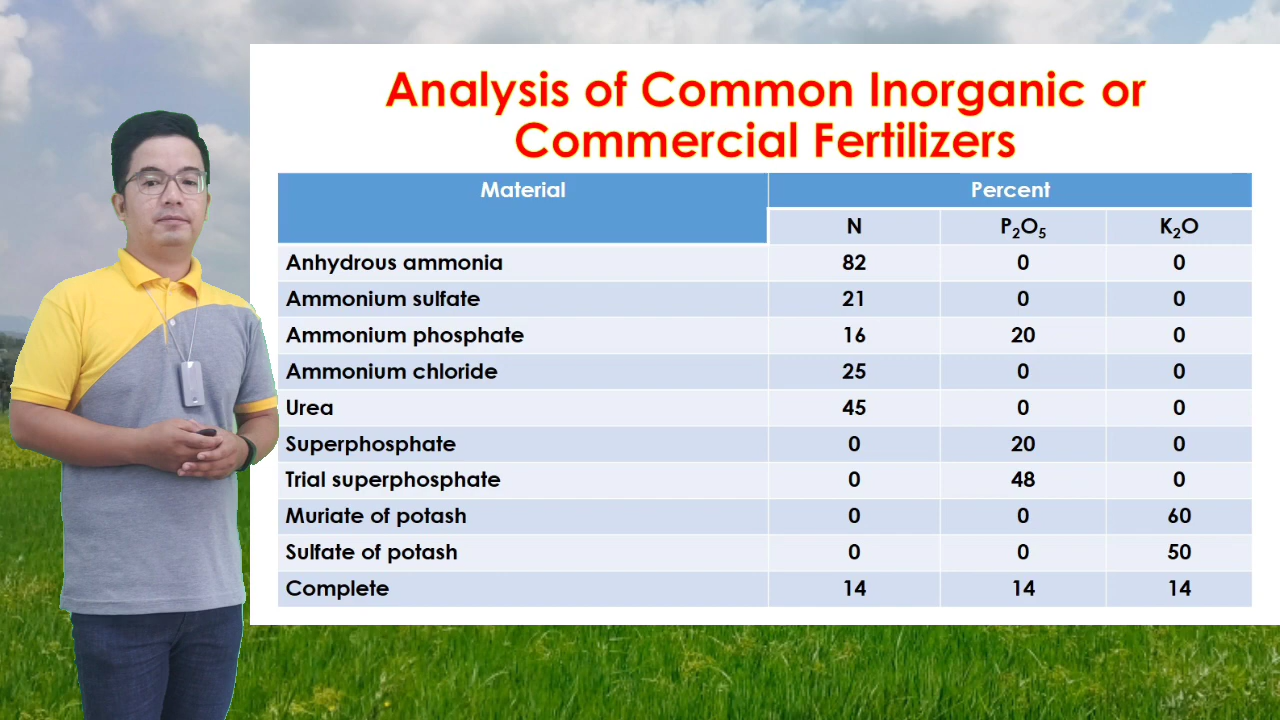 Analysis of Common Inorganic or
Commercial Fertilizers
Material Percent
N P₂O₅ K₂O
Anhydrous ammonia 82 0 0
Ammonium sulfate 21 0 0
Ammonium phosphate 16 20 0
Ammonium chloride 25 0 0
Urea 45 0 0
Superphosphate 0 20 0
Trial superphosphate 0 48 0
Muriate of potash 0 0 60
Sulfate of potash 0 0 50
Complete 14 14 14